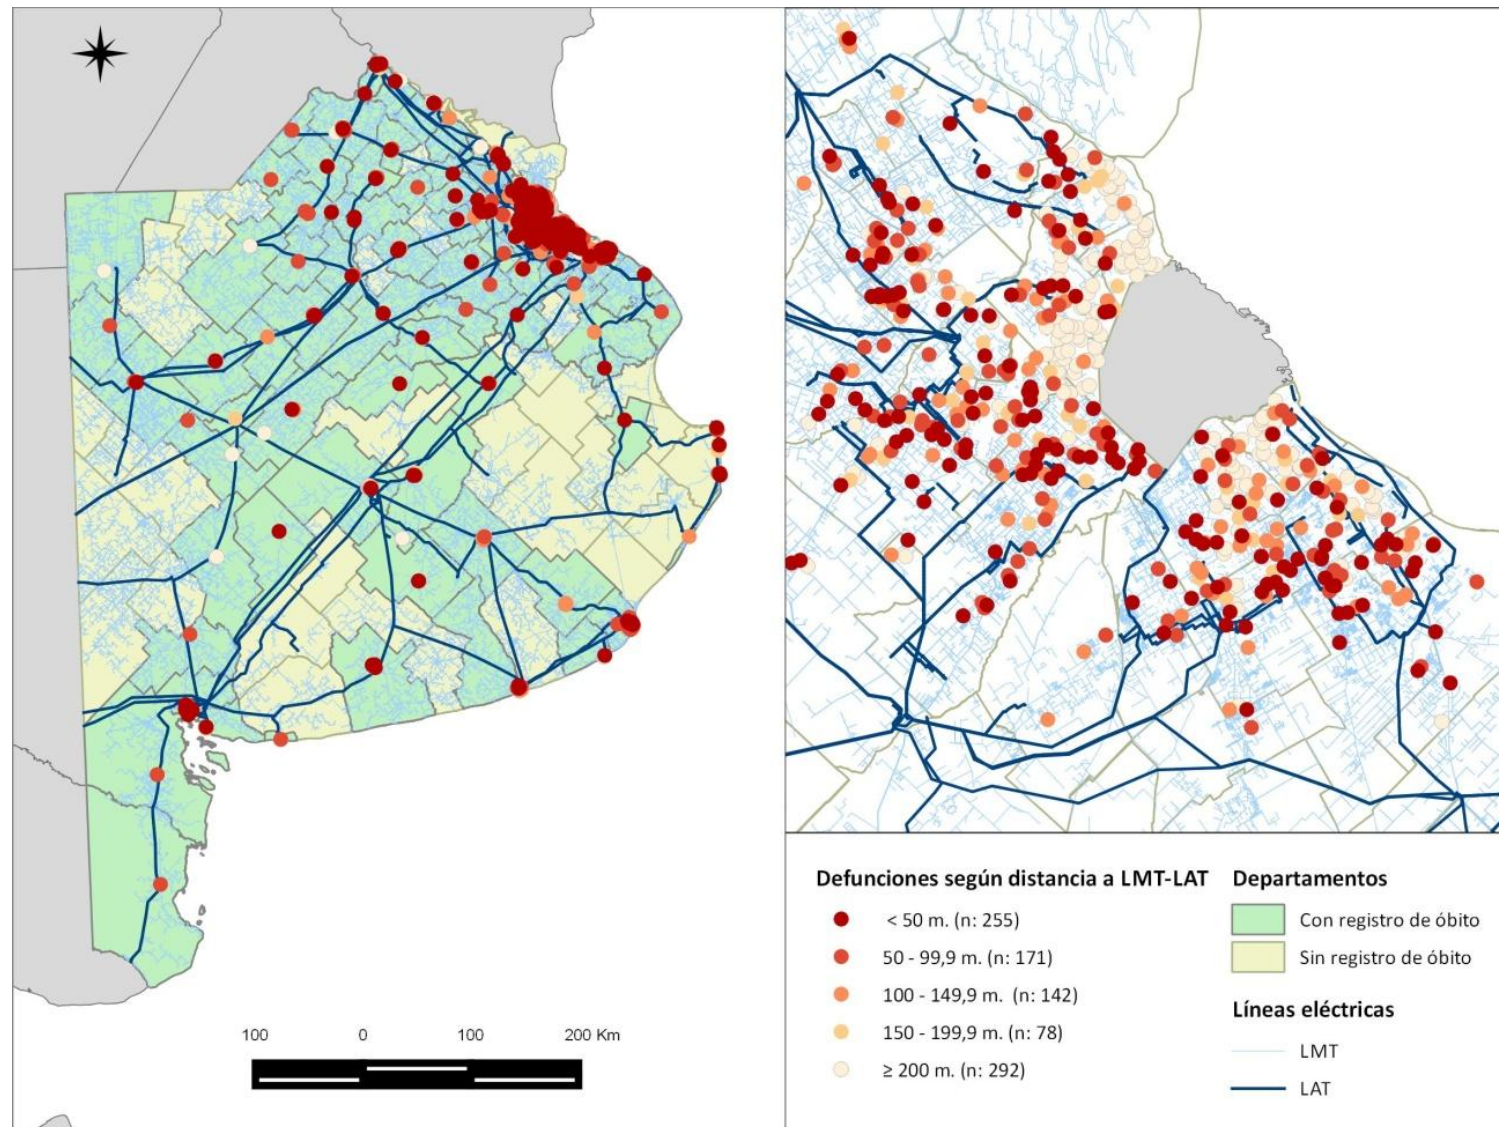 Defunciones según distancia a LMT-LAT
< 50 m. (n: 255)
50 - 99,9 m. (n: 171)
100 - 149,9 m. (n: 142)
150 - 199,9 m. (n: 78)
≥ 200 m. (n: 292)
Departamentos
Con registro de óbito
Sin registro de óbito
Líneas eléctricas
LMT
LAT
100 0 100 200 Km